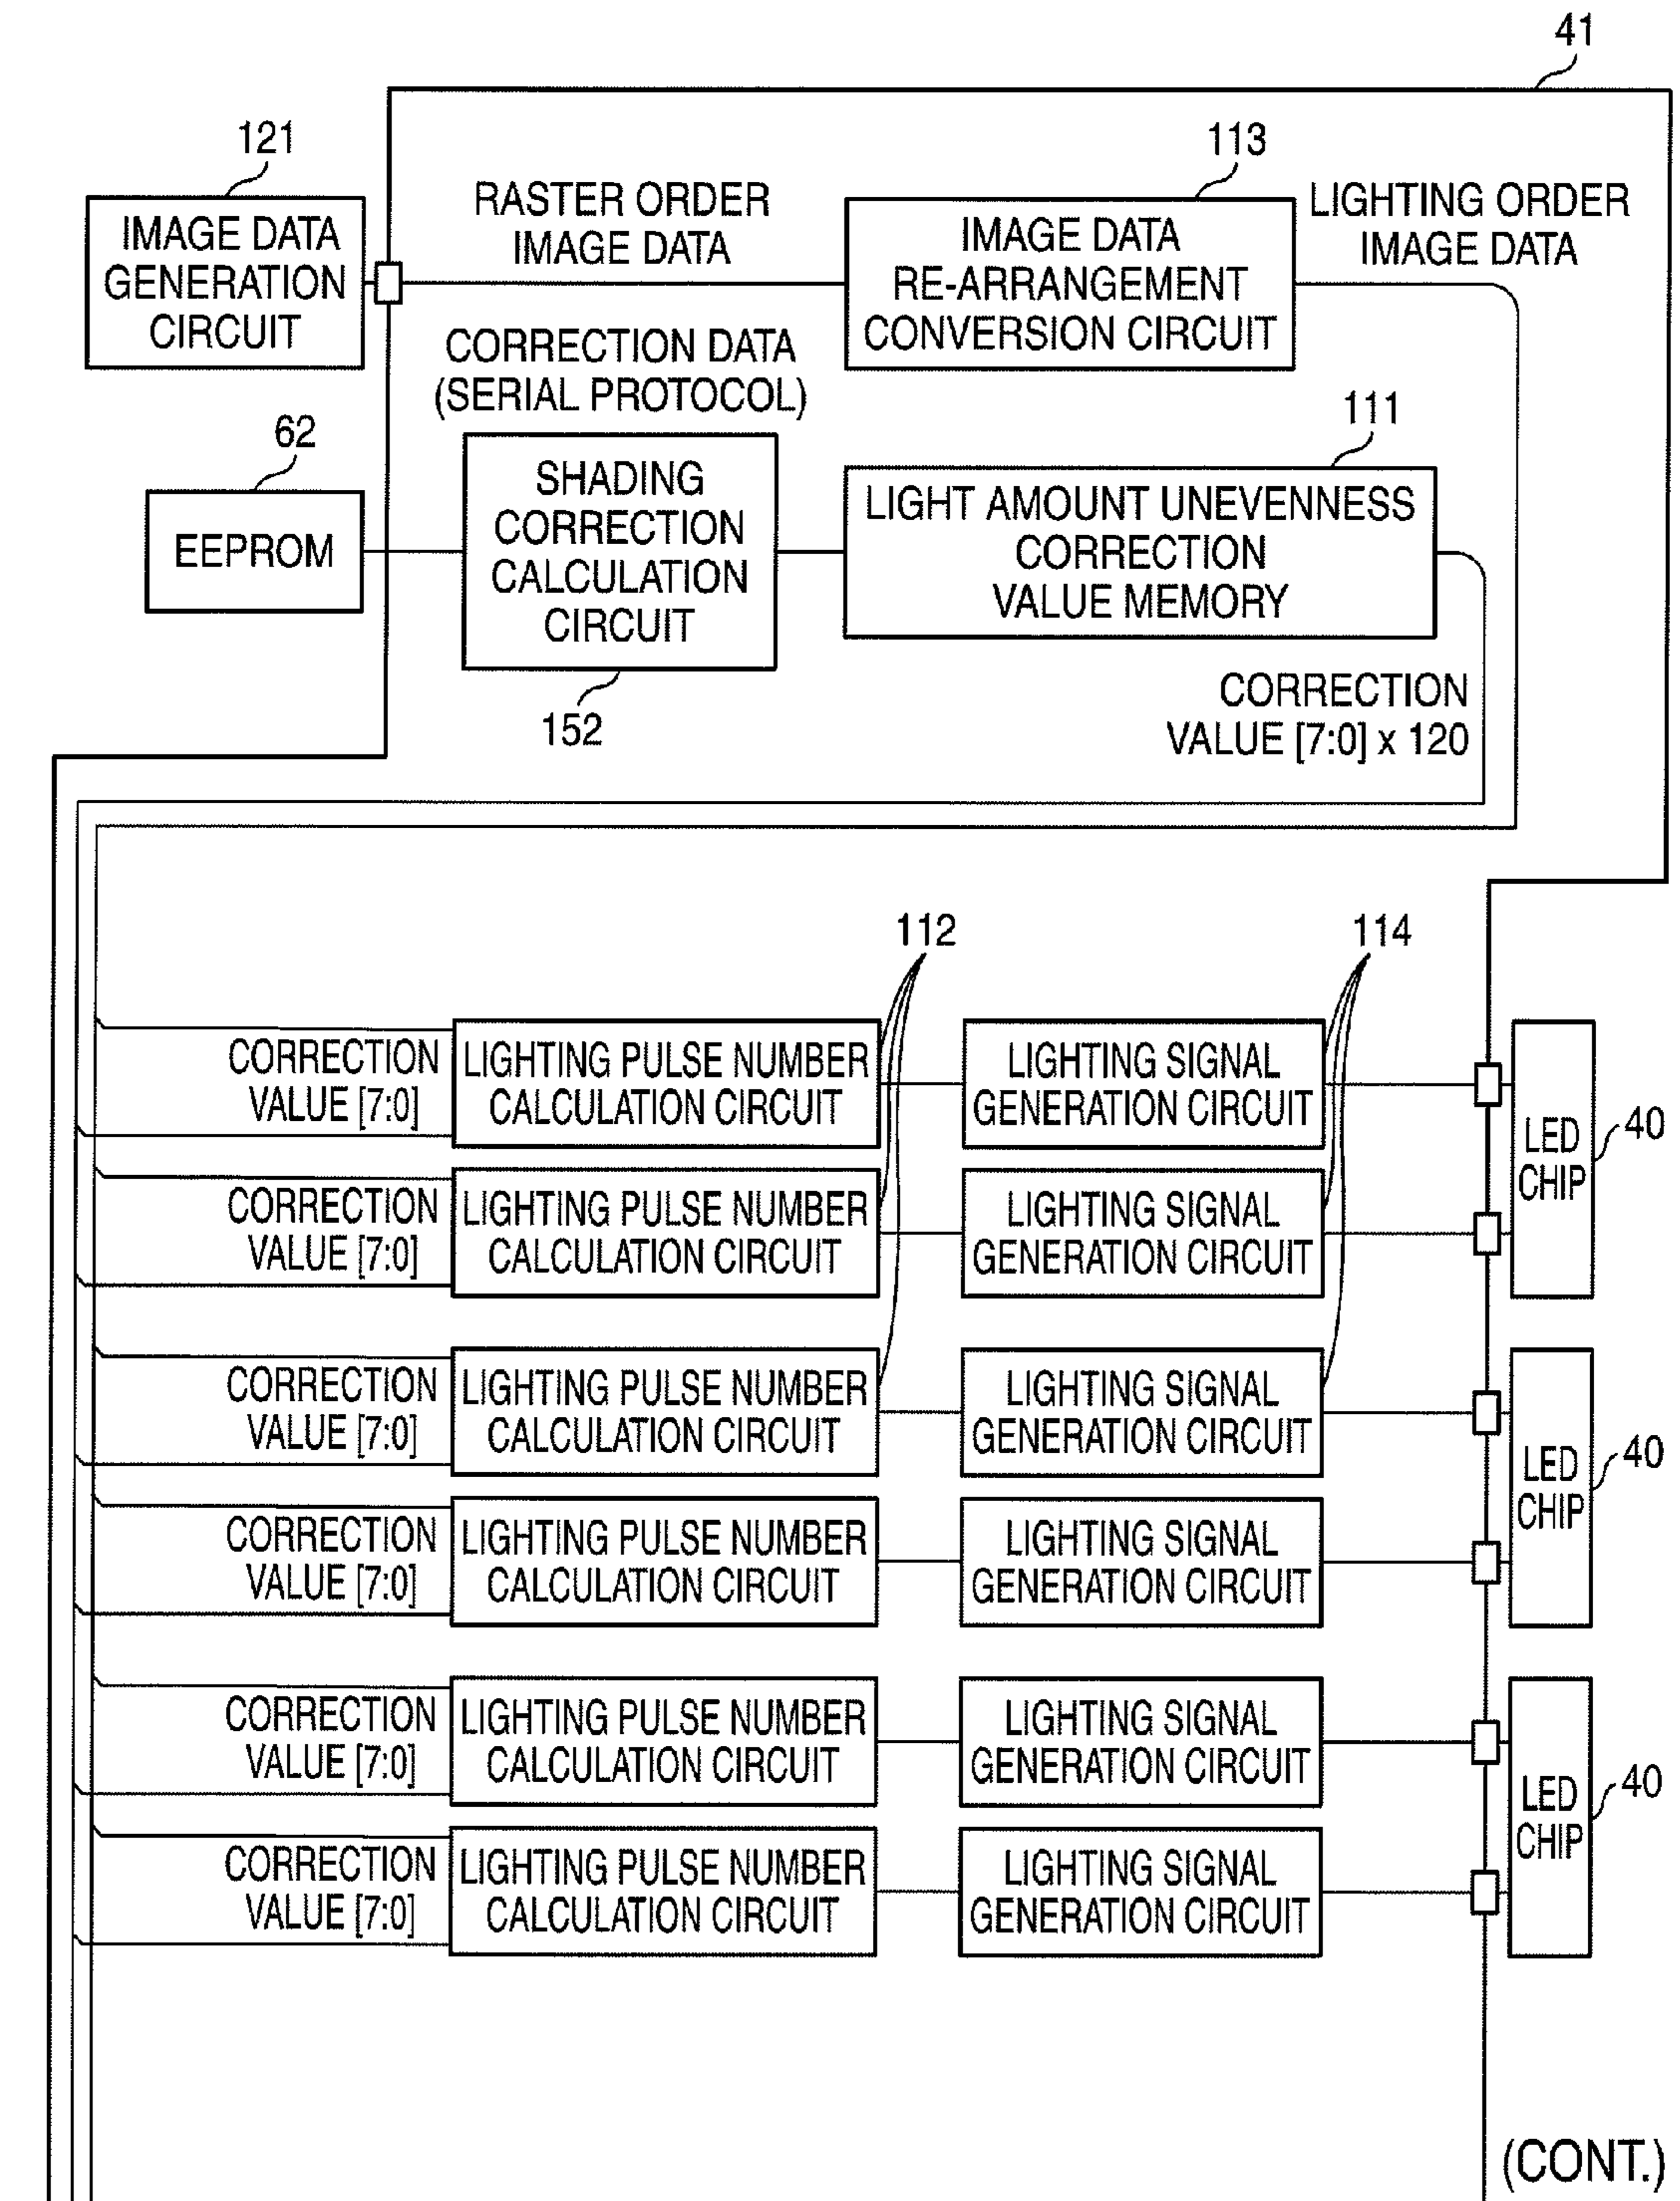 41
121
113
IMAGE DATA
GENERATION
CIRCUIT
RASTER ORDER
IMAGE DATA
IMAGE DATA
RE-ARRANGEMENT
CONVERSION CIRCUIT
LIGHTING ORDER
IMAGE DATA
CORRECTION DATA
(SERIAL PROTOCOL)
62
111
EEPROM
SHADING
CORRECTION
CALCULATION
CIRCUIT
LIGHT AMOUNT UNEVENNESS
CORRECTION
VALUE MEMORY
152
CORRECTION
VALUE [7:0] x 120
112
114
CORRECTION
VALUE [7:0]
LIGHTING PULSE NUMBER
CALCULATION CIRCUIT
LIGHTING SIGNAL
GENERATION CIRCUIT
LED
CHIP
40
CORRECTION
VALUE [7:0]
LIGHTING PULSE NUMBER
CALCULATION CIRCUIT
LIGHTING SIGNAL
GENERATION CIRCUIT
CORRECTION
VALUE [7:0]
LIGHTING PULSE NUMBER
CALCULATION CIRCUIT
LIGHTING SIGNAL
GENERATION CIRCUIT
LED
CHIP
40
CORRECTION
VALUE [7:0]
LIGHTING PULSE NUMBER
CALCULATION CIRCUIT
LIGHTING SIGNAL
GENERATION CIRCUIT
CORRECTION
VALUE [7:0]
LIGHTING PULSE NUMBER
CALCULATION CIRCUIT
LIGHTING SIGNAL
GENERATION CIRCUIT
LED
CHIP
40
CORRECTION
VALUE [7:0]
LIGHTING PULSE NUMBER
CALCULATION CIRCUIT
LIGHTING SIGNAL
GENERATION CIRCUIT
(CONT.)